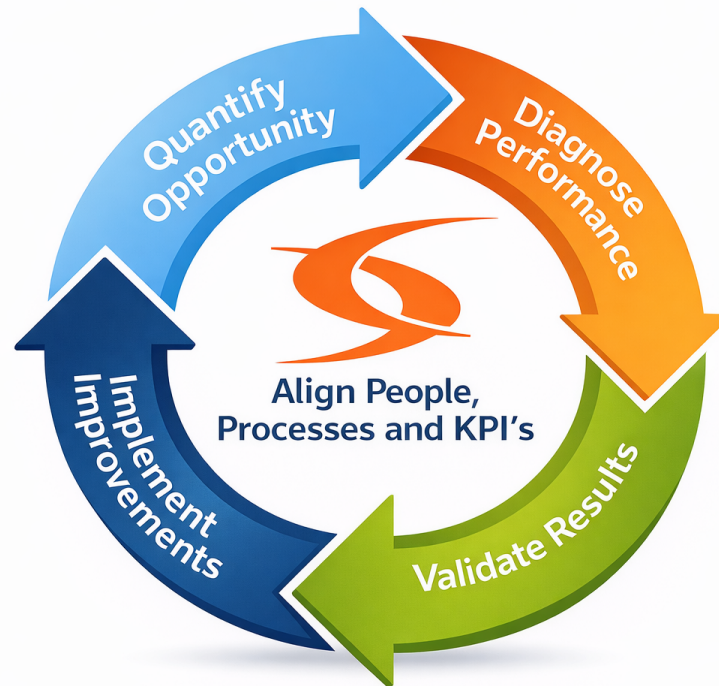 Quantify
Opportunity
Diagnose
Performance
Align People,
Processes and KPI's
Implement
Improvements
Validate Results